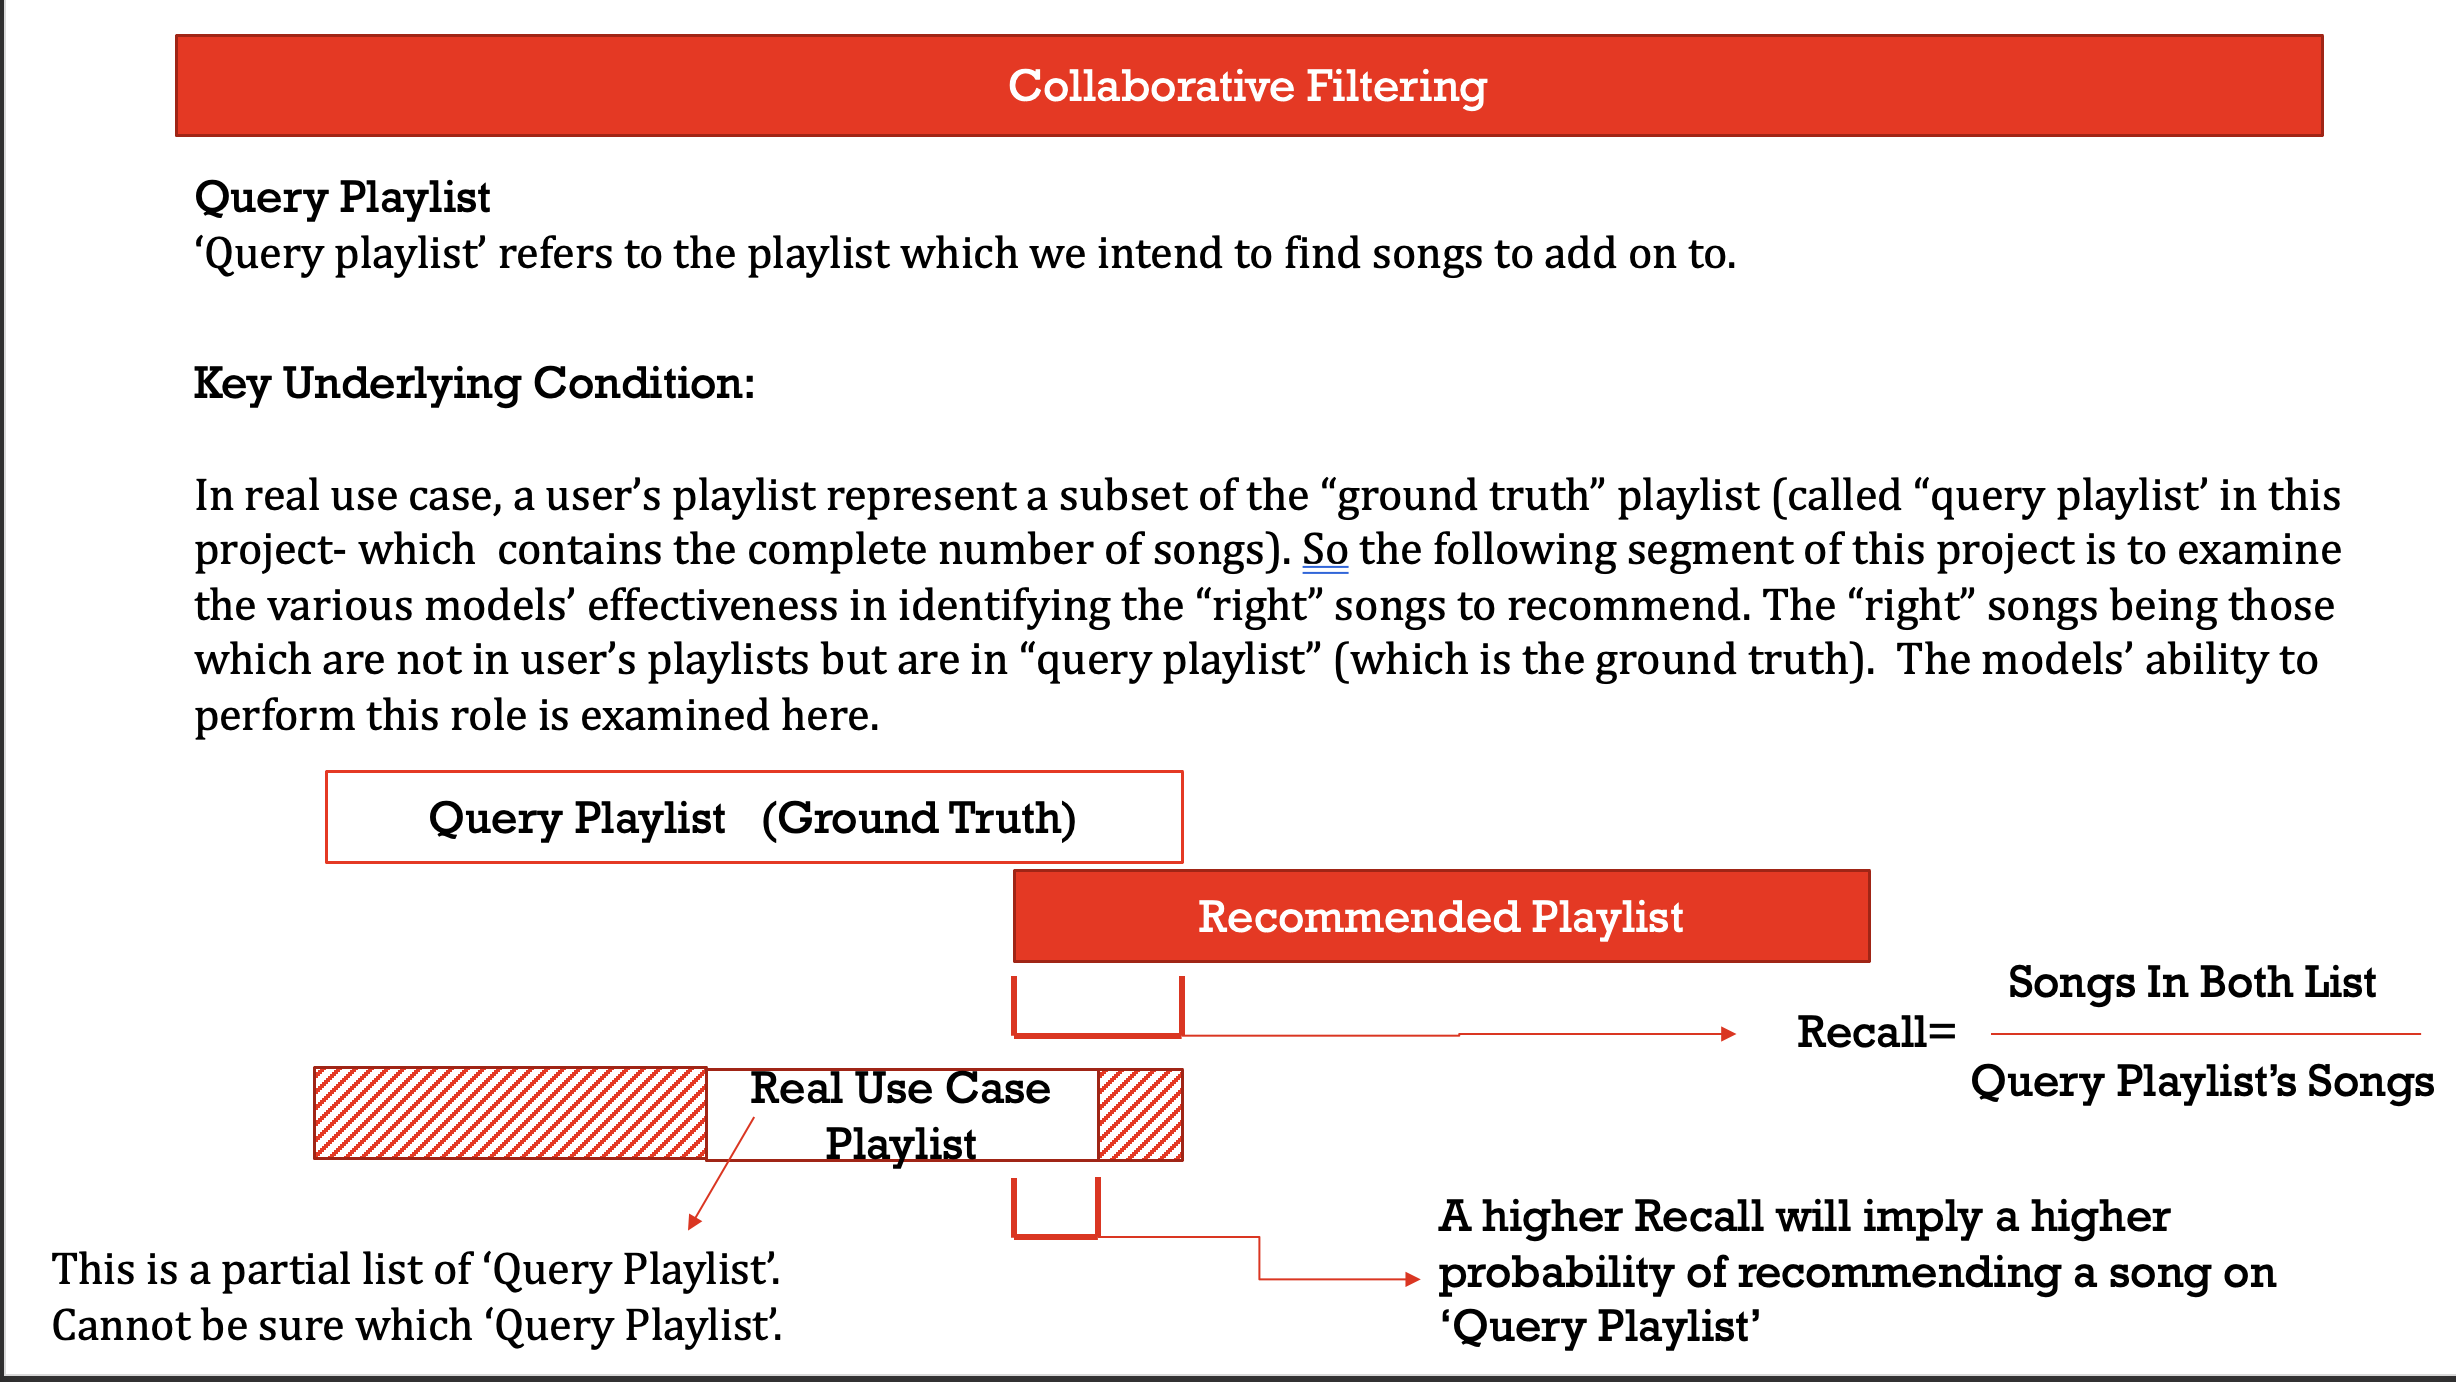 Collaborative Filtering
Query Playlist
‘Query playlist’ refers to the playlist which we intend to find songs to add on to.
Key Underlying Condition:
In real use case, a user’s playlist represent a subset of the “ground truth” playlist (called “query playlist’ in this
project- which  contains the complete number of songs). So the following segment of this project is to examine
the various models’ effectiveness in identifying the “right” songs to recommend. The “right” songs being those
which are not in user’s playlists but are in “query playlist” (which is the ground truth).  The models’ ability to
perform this role is examined here.
Query Playlist   (Ground Truth)
Recommended Playlist
Songs In Both List
Recall=
Query Playlist’s Songs
Real Use Case
Playlist
This is a partial list of ‘Query Playlist’.
Cannot be sure which ‘Query Playlist’.
A higher Recall will imply a higher
probability of recommending a song on
‘Query Playlist’